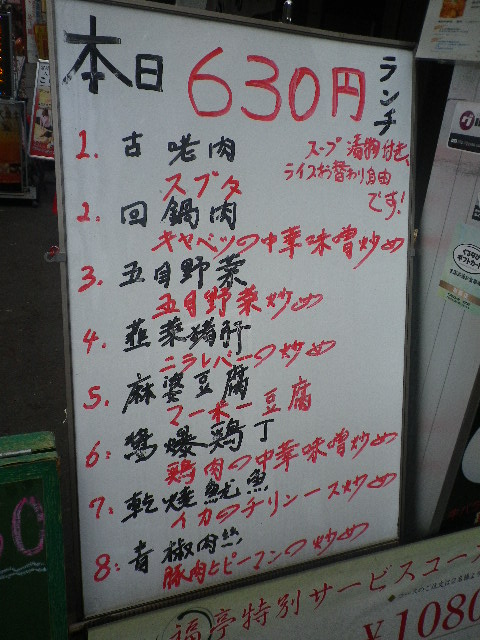 本日 630円 ランチ
スープ 漬物付き、
ライスお替わり自由
です!
1. 古咾肉
スブタ
2. 回鍋肉
キャベツの中華味噌炒め
3. 五目野菜
五目野菜炒め
4. 韮菜猪肝
ニラレバーの炒め
5. 麻婆豆腐
マーボー豆腐
6: 醤爆鶏丁
鶏肉の中華味噌炒め
7: 乾焼魷魚
イカのチリソース炒め
8: 青椒肉絲
豚肉とピーマンの炒め
福亭特別サービスコース
¥1080